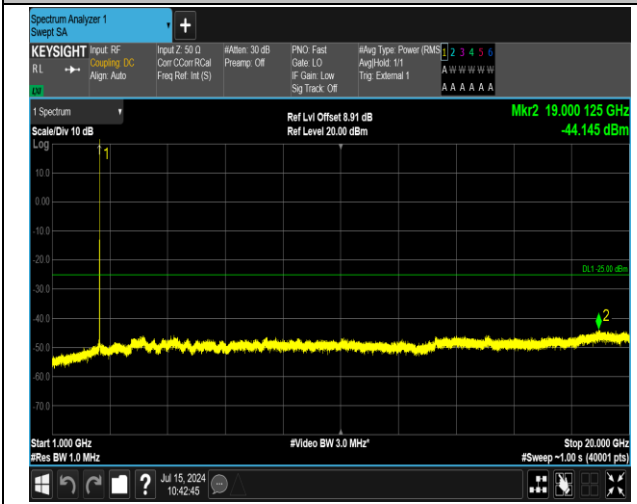 Spectrum Analyzer 1
Swept SA
+
KEYSIGHT
RL
Input: RF
Coupling: DC
Align: Auto
Input Z: 50 Ω
Corr CCorr RCal
Freq Ref: Int (S)
#Atten: 30 dB
Preamp: Off
PNO: Fast
Gate: LO
IF Gain: Low
Sig Track: Off
#Avg Type: Power (RMS
Avg|Hold: 1/1
Trig: External 1
1 2 3 4 5 6
A W W W W W
A A A A A A
1 Spectrum
Scale/Div 10 dB
Log
Ref Lvl Offset 8.91 dB
Ref Level 20.00 dBm
Mkr2 19.000 125 GHz
-44.145 dBm
1
10.0
0.00
-10.0
-20.0
DL1 -25.00 dBm
-30.0
-40.0
2
-50.0
-60.0
-70.0
Start 1.000 GHz
#Res BW 1.0 MHz
#Video BW 3.0 MHz*
Stop 20.000 GHz
#Sweep ~1.00 s (40001 pts)
?
Jul 15, 2024
10:42:45